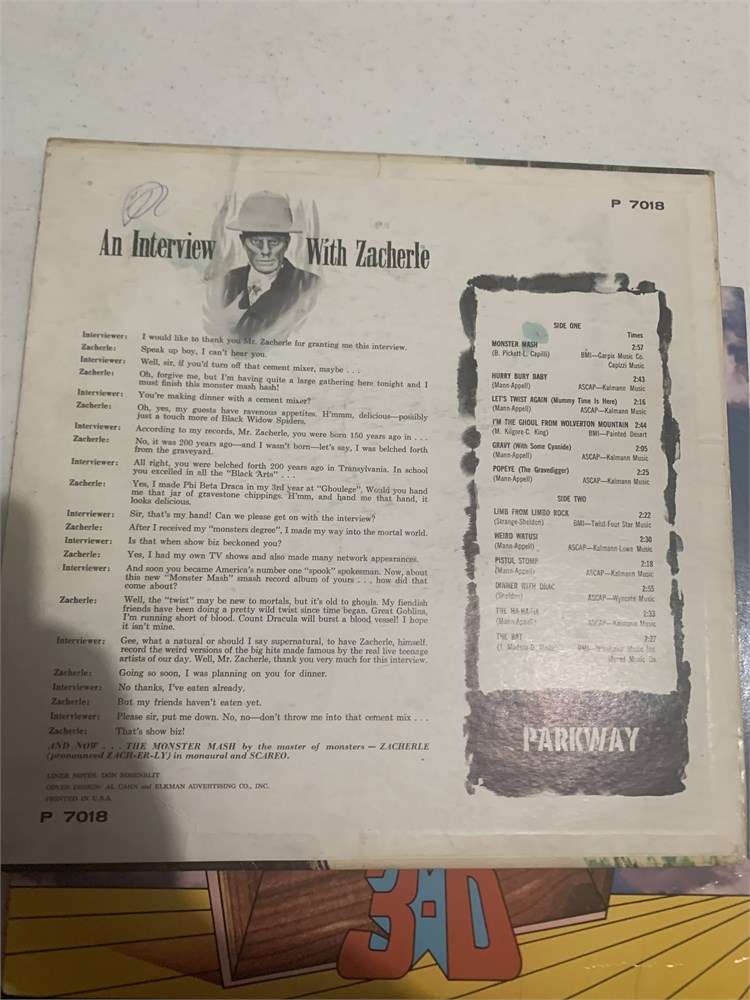 P 7018
An Interview With Zacherle
Interviewer: I would like to thank you Mr. Zacherle for granting me this interview.
Zacherle: Speak up boy, I can't hear you.
Interviewer: Well, sir, if you'd turn off that cement mixer, maybe . . .
Zacherle: Oh, forgive me, but I'm having quite a large gathering here tonight and I
must finish this monster mash hash!
Interviewer: You're making dinner with a cement mixer?
Zacherle: Oh, yes, my guests have ravenous appetites. H'mmm, delicious—possibly
just a touch more of Black Widow Spiders.
Interviewer: According to my records, Mr. Zacherle, you were born 150 years ago in . . .
Zacherle: No, it was 200 years ago—and I wasn't born—let's say, I was belched forth
from the graveyard.
Interviewer: All right, you were belched forth 200 years ago in Transylvania. In school
you excelled in all the "Black Arts" . . .
Zacherle: Yes, I made Phi Beta Draca in my 3rd year at "Ghoulege", Would you hand
me that jar of gravestone chippings. H'mm, and hand me that hand, it
looks delicious.
Interviewer: Sir, that's my hand! Can we please get on with the interview?
Zacherle: After I received my "monsters degree", I made my way into the mortal world.
Interviewer: Is that when show biz beckoned you?
Zacherle: Yes, I had my own TV shows and also made many network appearances.
Interviewer: And soon you became America's number one "spook" spokesman. Now, about
this new "Monster Mash" smash record album of yours . . . how did that
come about?
Zacherle: Well, the "twist" may be new to mortals, but it's old to ghouls. My fiendish
friends have been doing a pretty wild twist since time began. Great Goblins,
I'm running short of blood. Count Dracula will burst a blood vessel! I hope
it isn't mine.
Interviewer: Gee, what a natural or should I say supernatural, to have Zacherle, himself,
record the weird versions of the big hits made famous by the real live teenage
artists of our day. Well, Mr. Zacherle, thank you very much for this interview.
Zacherle: Going so soon, I was planning on you for dinner.
Interviewer: No thanks, I've eaten already.
Zacherle: But my friends haven't eaten yet.
Interviewer: Please sir, put me down. No, no—don't throw me into that cement mix . . .
Zacherle: That's show biz!
AND NOW . . . THE MONSTER MASH by the master of monsters — ZACHERLE
(pronounced ZACH-ER-LY) in monaural and SCAREO.
LINER NOTES: DON
COVER DESIGN: AL CAHN and ELKMAN ADVERTISING CO., INC.
PRINTED IN U.S.A.
P 7018
SIDE ONE
Times
MONSTER MASH 2:57
(B. Pickett-L. Capilli) BMI—Garpix Music Co.
Capizzi Music
HURRY BURY BABY 2:43
(Mann-Appell) ASCAP—Kalmann Music
LET'S TWIST AGAIN (Mummy Time Is Here) 2:16
(Mann-Appell) ASCAP—Kalmann Music
I'M THE GHOUL FROM WOLVERTON MOUNTAIN 2:44
(M. Kilgore-C. King) BMI—Painted Desert
GRAVY (With Some Cyanide) 2:05
(Mann-Appell) ASCAP—Kalmann Music
POPEYE (The Gravedigger) 2:25
(Mann-Appell) ASCAP—Kalmann Music
SIDE TWO
LIMB FROM LIMBO ROCK 2:22
(Strange-Sheldon) BMI—Twist-Four Star Music
WEIRD WATUSI 2:30
(Mann-Appell) ASCAP—Kalmann-Lowe Music
PISTOL STOMP 2:18
(Mann-Appell) ASCAP—Kalmann Music
DINNER WITH DRAC 2:55
(Sheldon) ASCAP—Wyncote Music
THE HA-HA-HA 2:33
(Mann-Appell) ASCAP—Kalmann Music
THE BAT 2:27
Music Inc.
Music Co.
PARKWAY
3-D